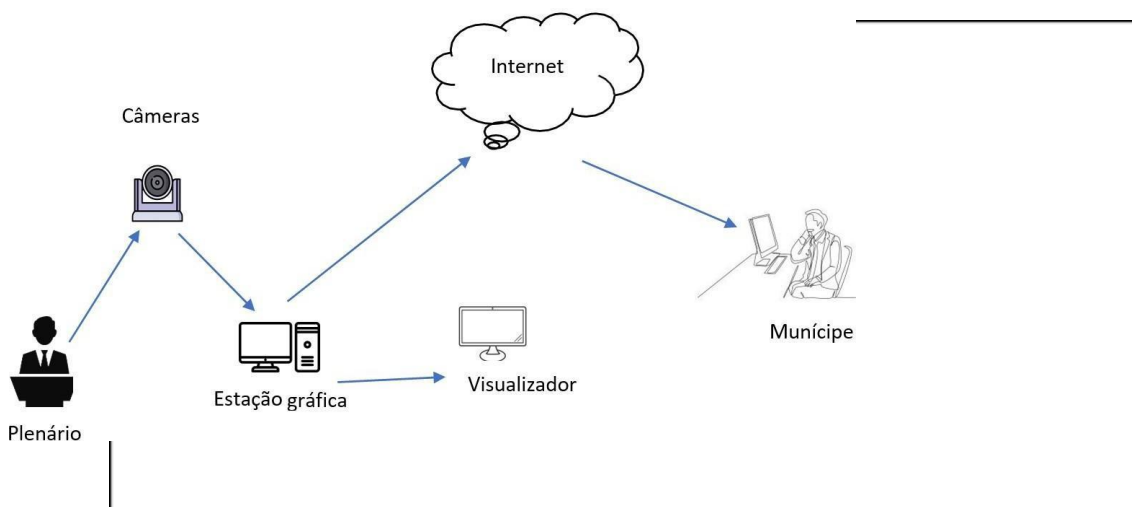 Internet
Câmeras
Munícipe
Visualizador
Estação gráfica
Plenário